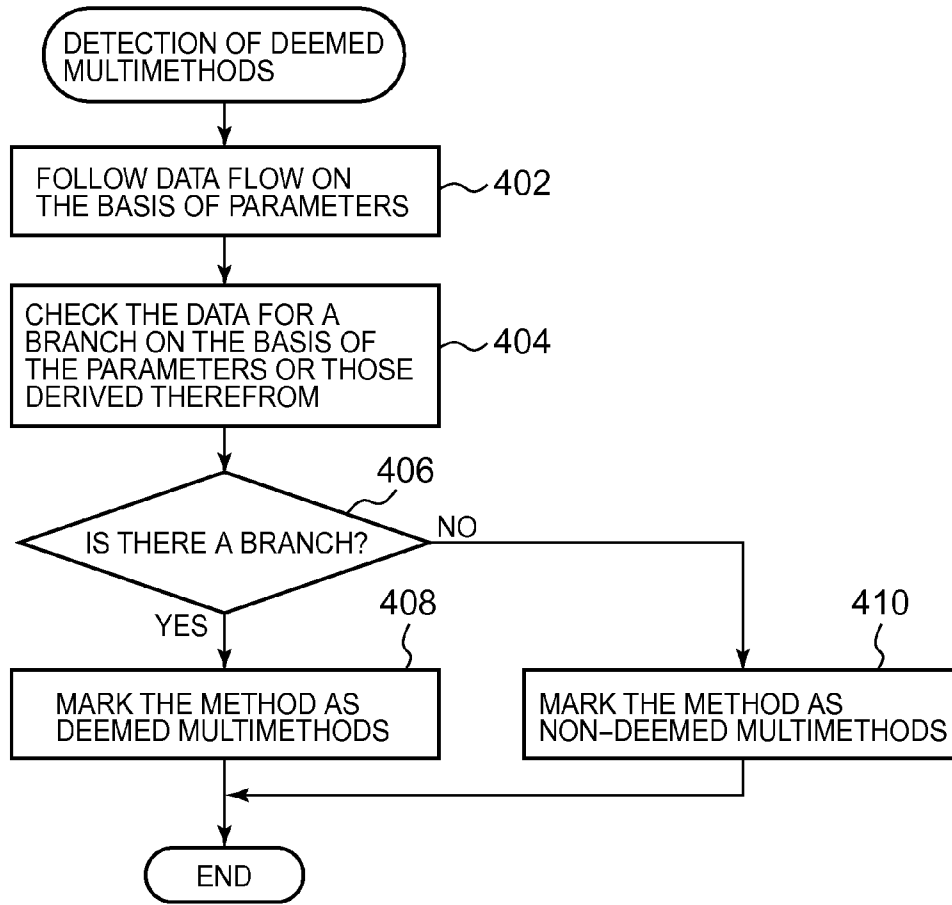 DETECTION OF DEEMED
MULTIMETHODS
FOLLOW DATA FLOW ON
THE BASIS OF PARAMETERS
402
CHECK THE DATA FOR A
BRANCH ON THE BASIS OF
THE PARAMETERS OR THOSE
DERIVED THEREFROM
404
406
IS THERE A BRANCH?
NO
YES
408
MARK THE METHOD AS
DEEMED MULTIMETHODS
410
MARK THE METHOD AS
NON-DEEMED MULTIMETHODS
END